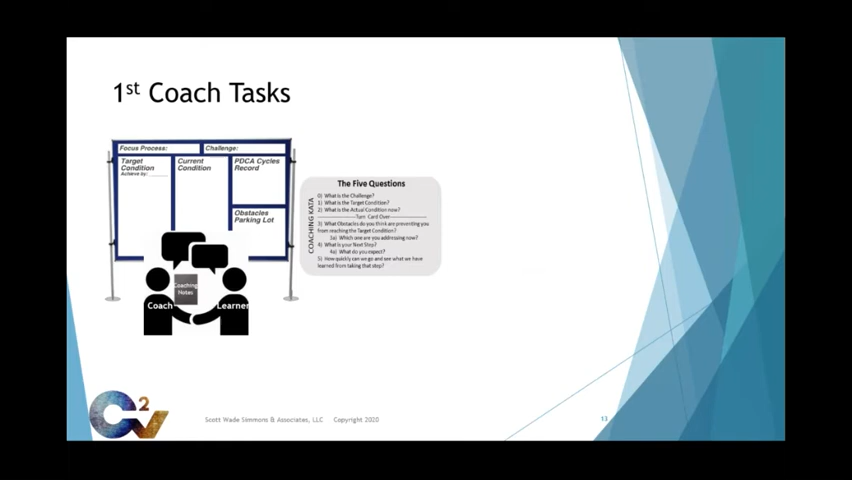 1st Coach Tasks
Focus Process:
Challenge:
Target
Condition
Achieve by:
Current
Condition
PDCA Cycles
Record
Obstacles
Parking Lot
Coaching
Notes
Coach
Learner
COACHING KATA
The Five Questions
0) What is the Challenge?
1) What is the Target Condition?
2) What is the Actual Condition now?
Turn Card Over
3) What Obstacles do you think are preventing you
from reaching the Target Condition?
3a) Which one are you addressing now?
4) What is your Next Step?
4a) What do you expect?
5) How quickly can we go and see what we have
learned from taking that step?
C2V
Scott Wade Simmons & Associates, LLC Copyright 2020
13